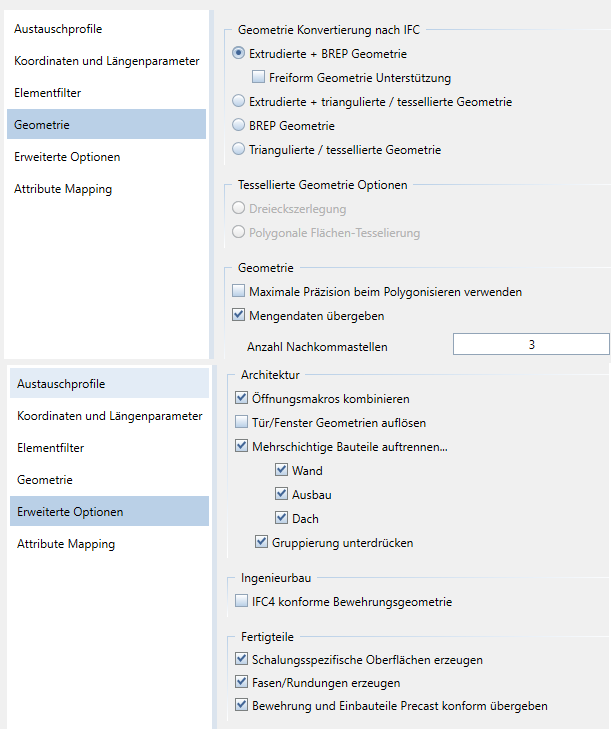 Austauschprofile
Koordinaten und Längenparameter
Elementfilter
Geometrie
Erweiterte Optionen
Attribute Mapping
Geometrie Konvertierung nach IFC
Extrudierte + BREP Geometrie
Freiform Geometrie Unterstützung
Extrudierte + triangulierte / tessellierte Geometrie
BREP Geometrie
Triangulierte / tessellierte Geometrie
Tessellierte Geometrie Optionen
Dreieckszerlegung
Polygonale Flächen-Tesselierung
Geometrie
Maximale Präzision beim Polygonisieren verwenden
Mengendaten übergeben
Anzahl Nachkommastellen 3
Austauschprofile
Koordinaten und Längenparameter
Elementfilter
Geometrie
Erweiterte Optionen
Attribute Mapping
Architektur
Öffnungsmakros kombinieren
Tür/Fenster Geometrien auflösen
Mehrschichtige Bauteile auftrennen...
Wand
Ausbau
Dach
Gruppierung unterdrücken
Ingenieurbau
IFC4 konforme Bewehrungsgeometrie
Fertigteile
Schalungsspezifische Oberflächen erzeugen
Fasen/Rundungen erzeugen
Bewehrung und Einbauteile Precast konform übergeben